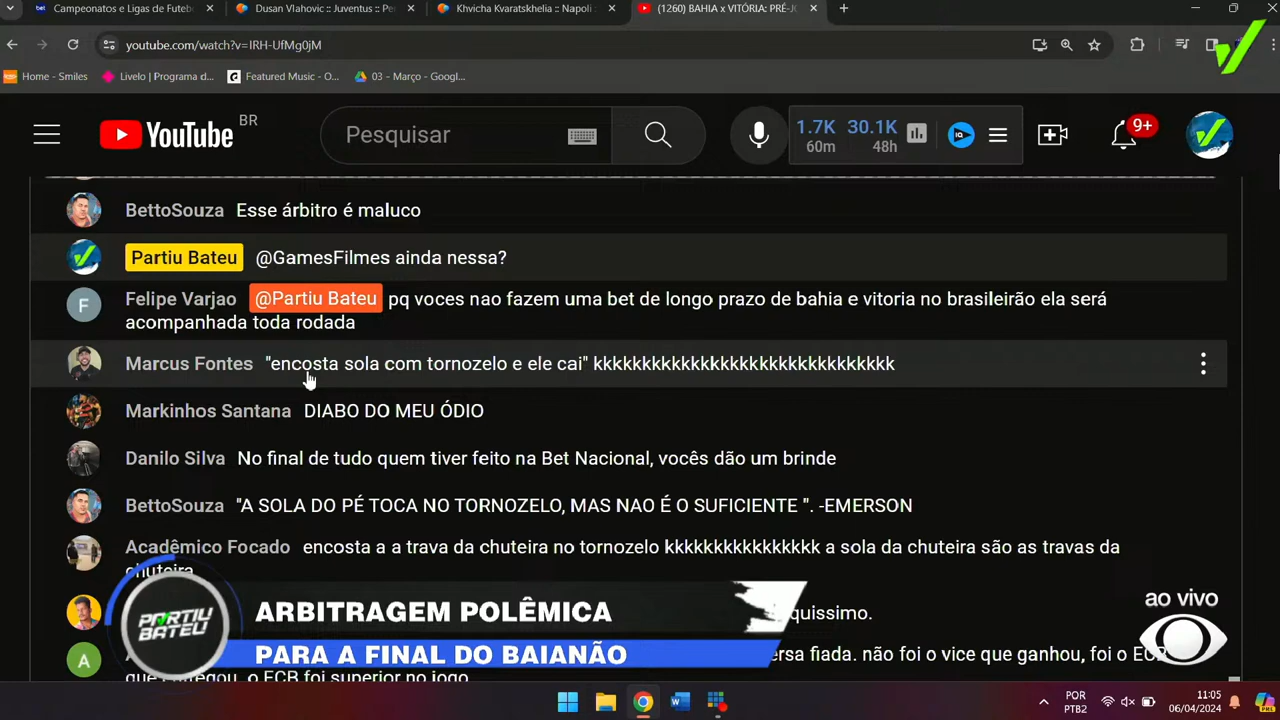 Campeonatos e Ligas de Futeb
Dusan Vlahovic :: Juventus :: Pe
Khvicha Kvaratskhelia :: Napoli ::
(1260) BAHIA x VITÓRIA: PRÉ-JO
youtube.com/watch?v=IRH-UfMg0jM
Home - Smiles
Livelo | Programa d...
Featured Music - O...
03 - Março – Googl...
YouTube BR
Pesquisar
1.7K 30.1K
60m 48h
9+
BettoSouza Esse árbitro é maluco
Partiu Bateu @GamesFilmes ainda nessa?
Felipe Varjao @Partiu Bateu pq voces nao fazem uma bet de longo prazo de bahia e vitoria no brasileirão ela será
acompanhada toda rodada
Marcus Fontes "encosta sola com tornozelo e ele cai" kkkkkkkkkkkkkkkkkkkkkkkkkkkkkkk
Markinhos Santana DIABO DO MEU ÓDIO
Danilo Silva No final de tudo quem tiver feito na Bet Nacional, vocês dão um brinde
BettoSouza "A SOLA DO PÉ TOCA NO TORNOZELO, MAS NAO É O SUFICIENTE ". -EMERSON
Acadêmico Focado encosta a a trava da chuteira no tornozelo kkkkkkkkkkkkkkkk a sola da chuteira são as travas da
chuteira
quissimo.
ersa fiada. não foi o vice que ganhou, foi o ECB
que entregou, o ECB foi superior no jogo
PARTIU
BATEU
ARBITRAGEM POLÊMICA
PARA A FINAL DO BAIANÃO
ao vivo
POR
PTB2
11:05
06/04/2024